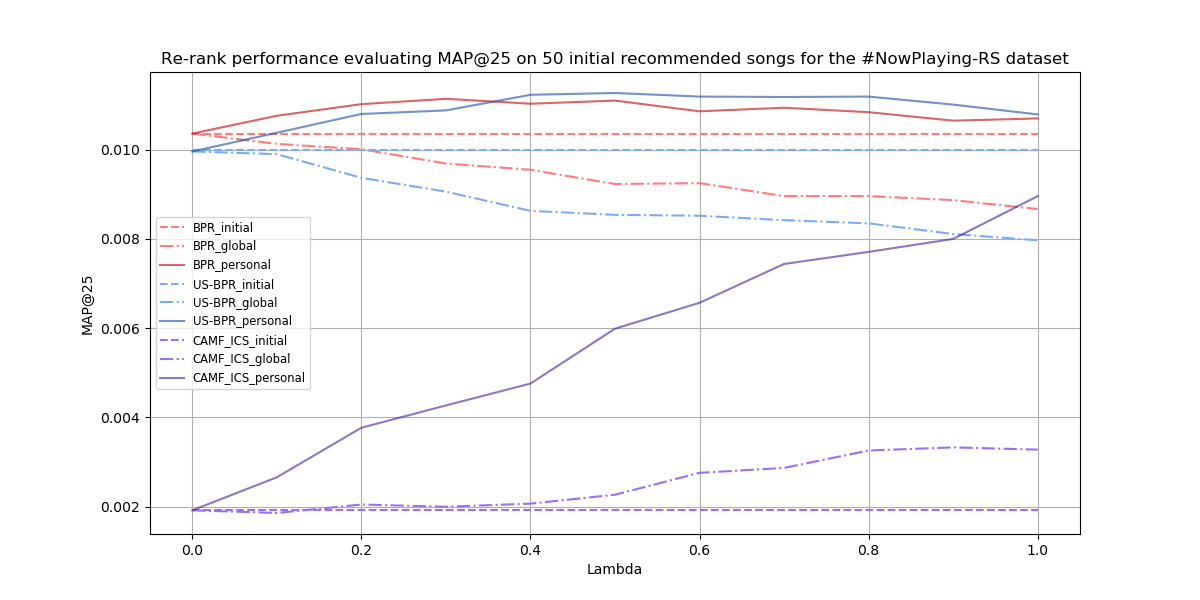 Re-rank performance evaluating MAP@25 on 50 initial recommended songs for the #NowPlaying-RS dataset
MAP@25
0.010
0.008
0.006
0.004
0.002
BPR_initial
BPR_global
BPR_personal
US-BPR_initial
US-BPR_global
US-BPR_personal
CAMF_ICS_initial
CAMF_ICS_global
CAMF_ICS_personal
0.0 0.2 0.4 0.6 0.8 1.0
Lambda